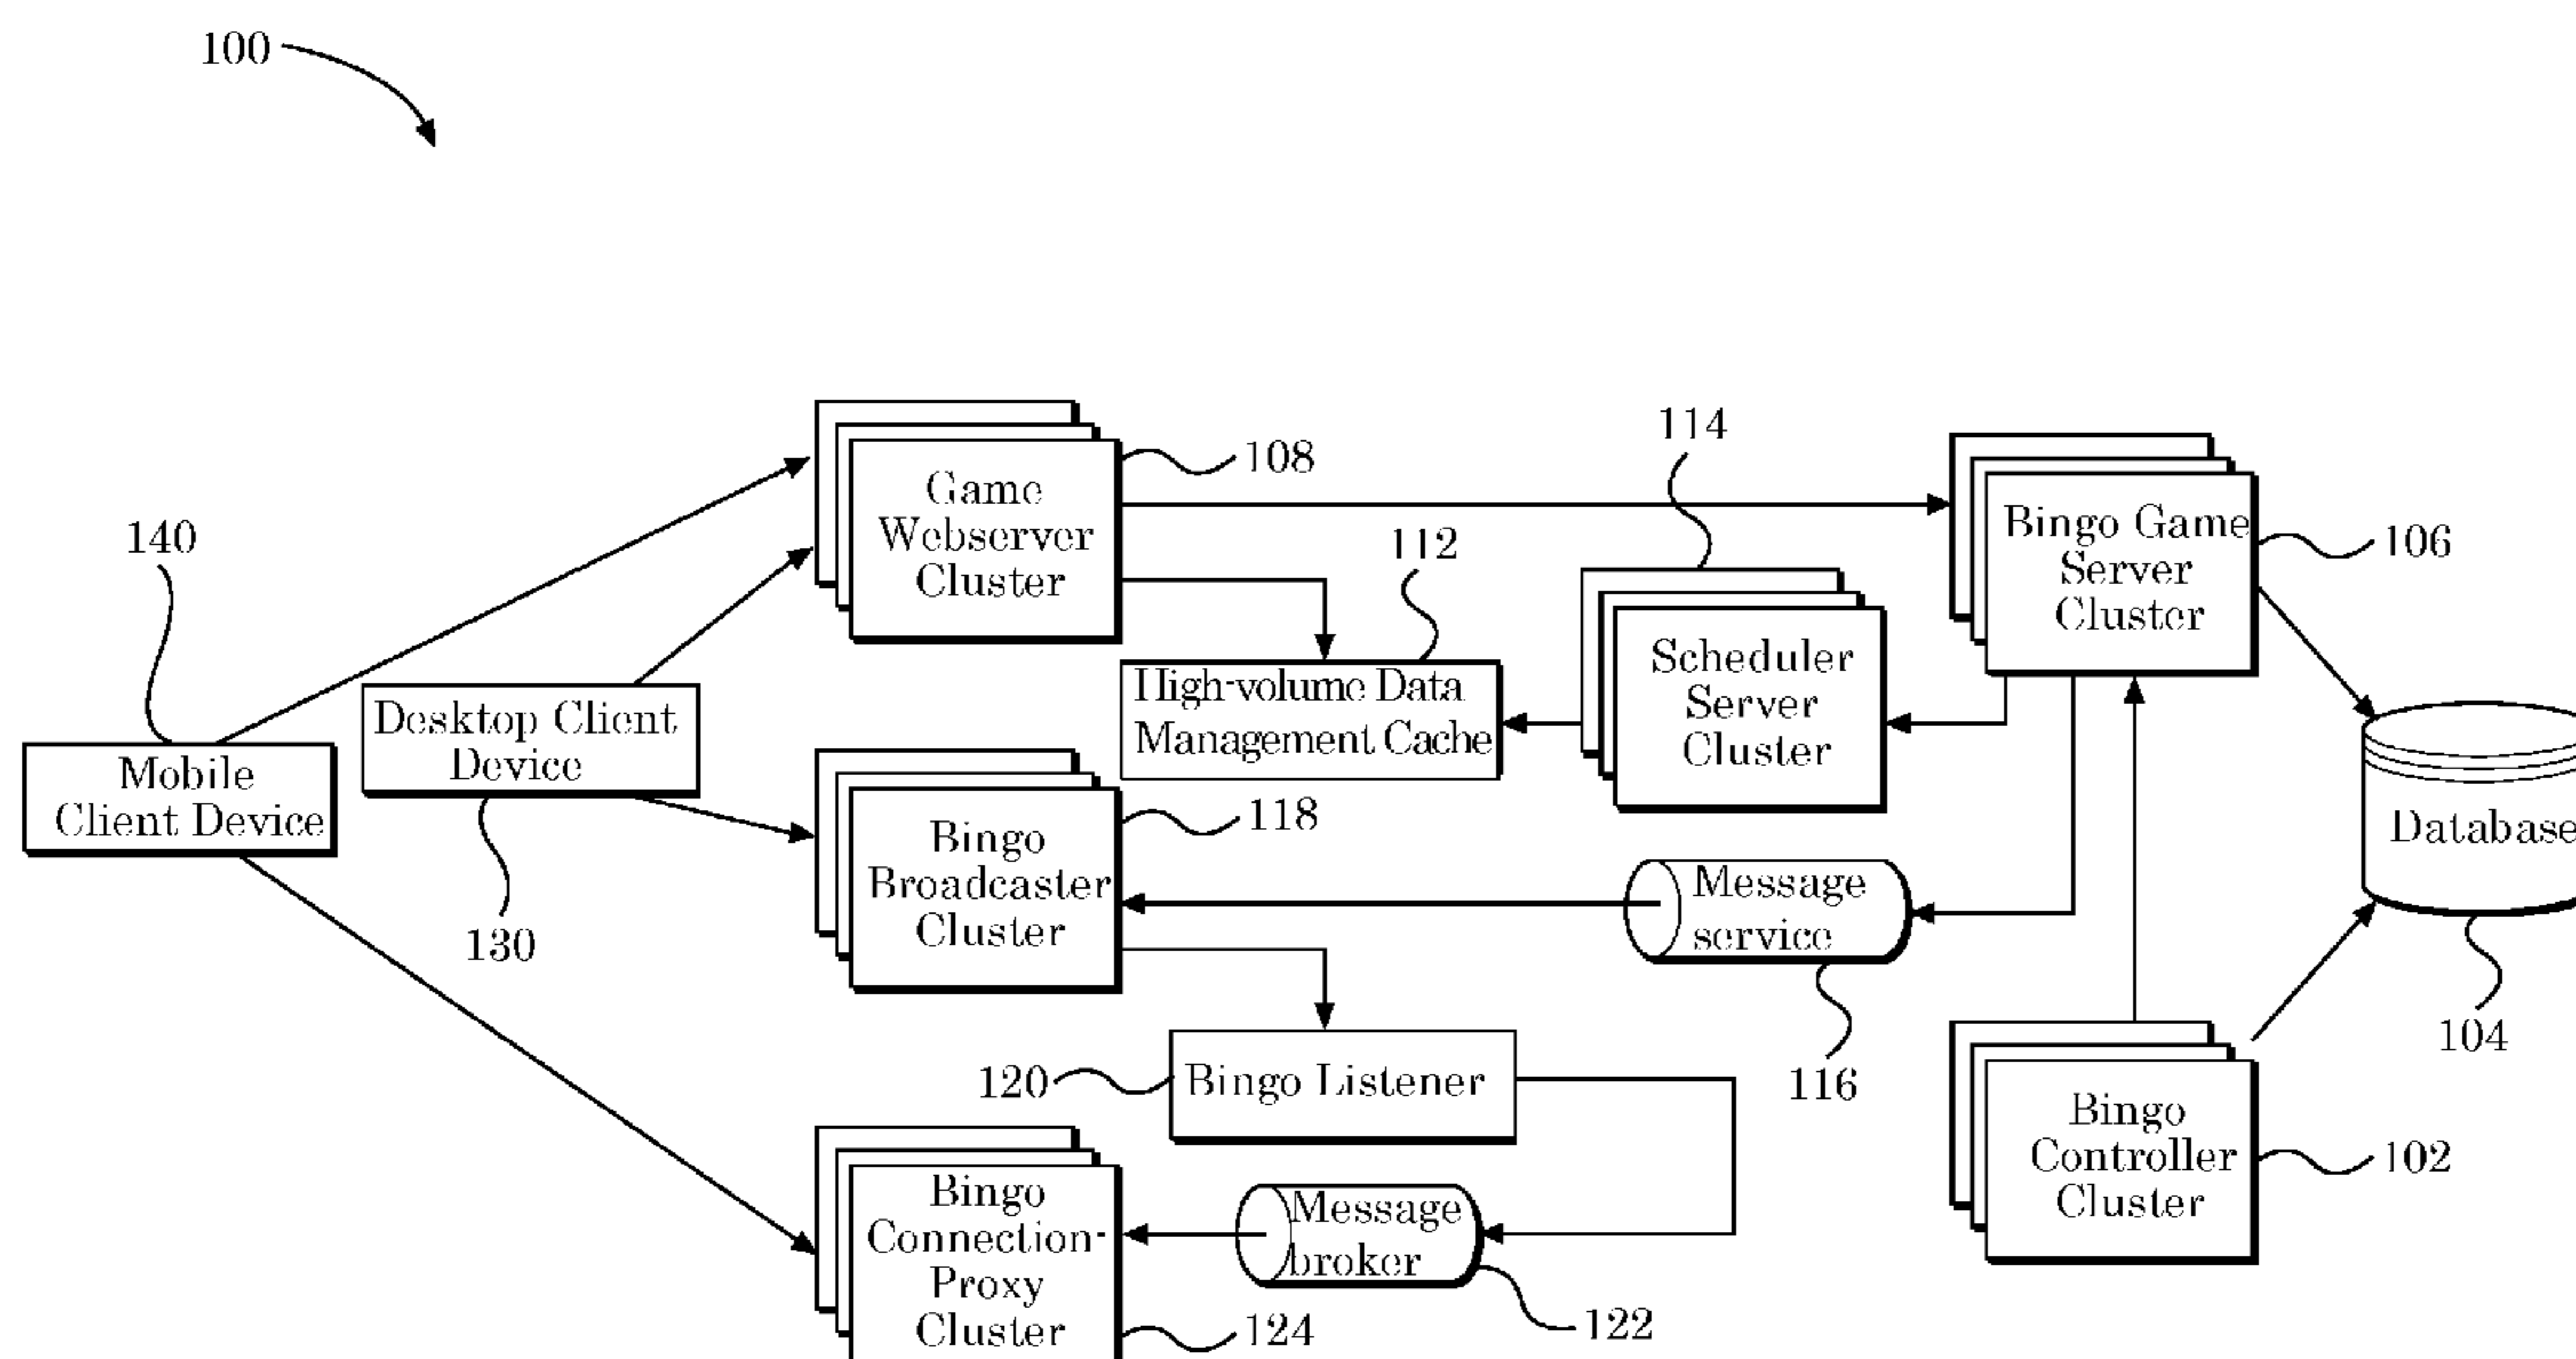 100
114
108
Game
Webserver
Cluster
140
112
Bingo Game
Server
Cluster
106
Scheduler
Server
Cluster
High-volume Data
Management Cache
Desktop Client
Device
Mobile
Client Device
118
Bingo
Broadcaster
Cluster
Message
service
Database
130
104
120
Bingo Listener
116
Bingo
Controller
Cluster
102
Bingo
Connection-
Proxy
Cluster
Message
broker
124
122